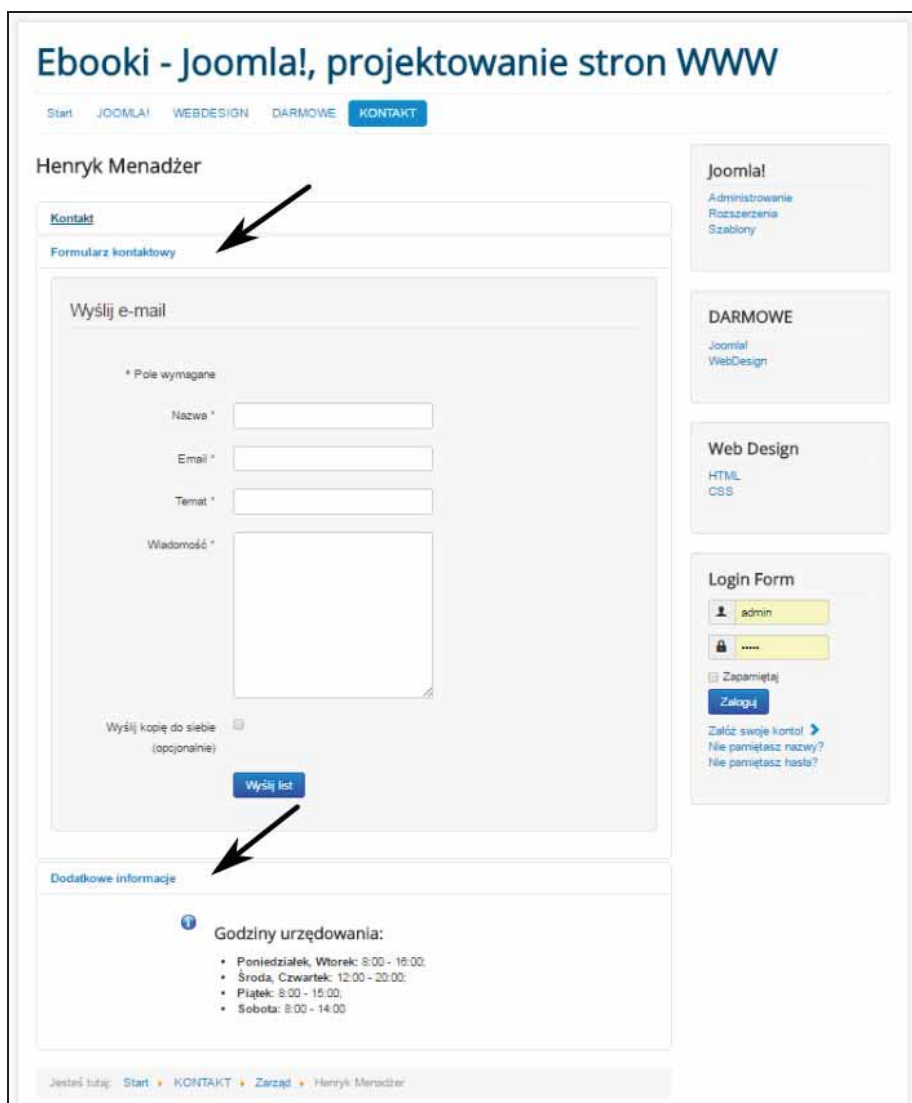 Ebooki - Joomla!, projektowanie stron WWW
Start JOOMLA! WEBDESIGN DARMOWE KONTAKT
Henryk Menadżer
Kontakt
Formularz kontaktowy
Wyślij e-mail
* Pole wymagane
Nazwa *
Email *
Temat *
Wiadomość *
Wyślij kopię do siebie
(opcjonalnie)
Wyślij list
Dodatkowe informacje
Godziny urzędowania:
• Poniedziałek, Wtorek: 8:00 - 16:00;
• Środa, Czwartek: 12:00 - 20:00;
• Piątek: 8:00 - 15:00;
• Sobota: 8:00 - 14:00
Jesteś tutaj: Start KONTAKT Zarząd Henryk Menadżer
Joomla!
Administrowanie
Rozszerzenia
Szablony
DARMOWE
Joomla!
WebDesign
Web Design
HTML
CSS
Login Form
admin
•••••
Zapamiętaj
Zaloguj
Załóż swoje konto!
Nie pamiętasz nazwy?
Nie pamiętasz hasła?